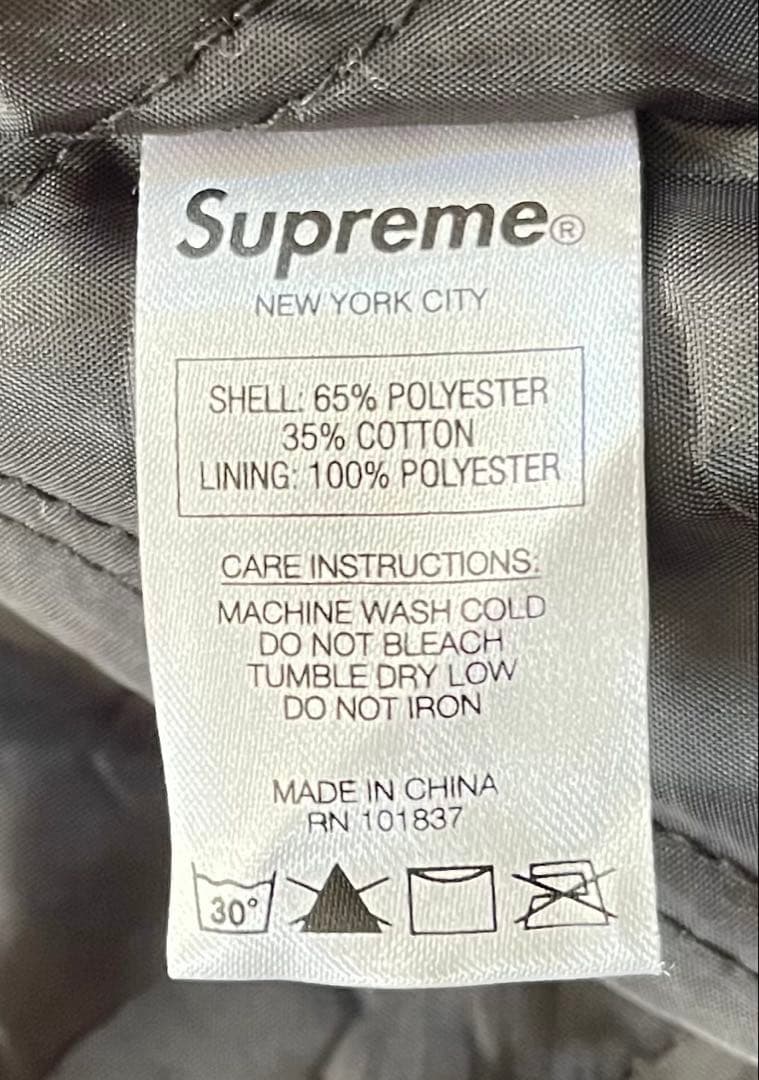 Supreme®
NEW YORK CITY
SHELL: 65% POLYESTER
35% COTTON
LINING: 100% POLYESTER
CARE INSTRUCTIONS:
MACHINE WASH COLD
DO NOT BLEACH
TUMBLE DRY LOW
DO NOT IRON
MADE IN CHINA
RN 101837
30°